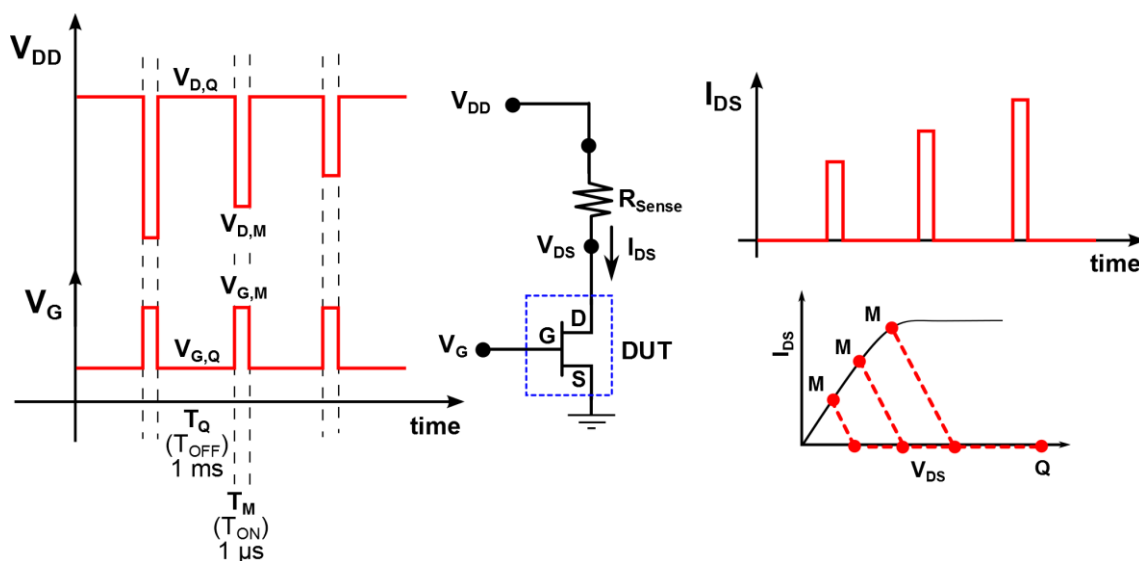 VDD
VD,Q
VD,M
VG
VG,M
VG,Q
time
TQ
(TOFF)
1 ms
TM
(TON)
1 µs
VDD
RSense
VDS
IDS
VG
G
D
S
DUT
IDS
time
IDS
M
M
M
VDS
Q